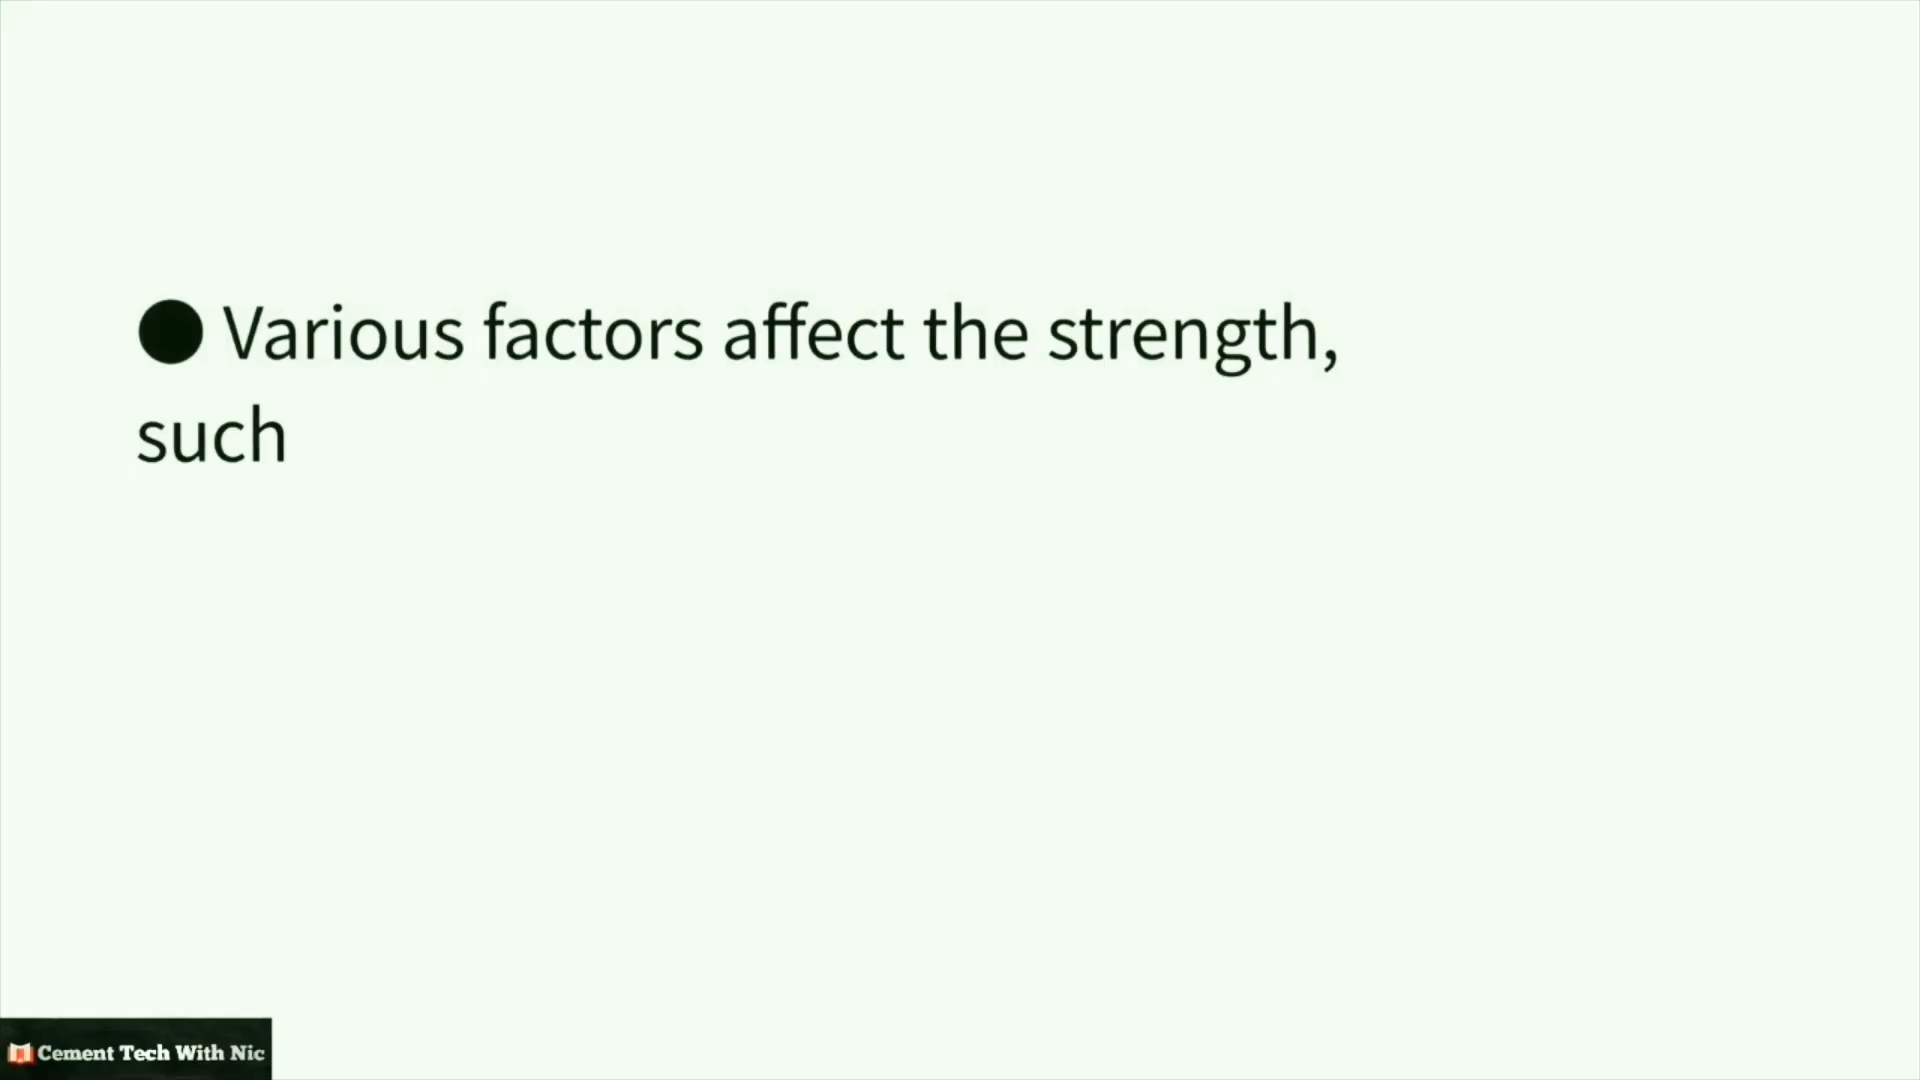 ● Various factors affect the strength,
such
Cement Tech With Nic